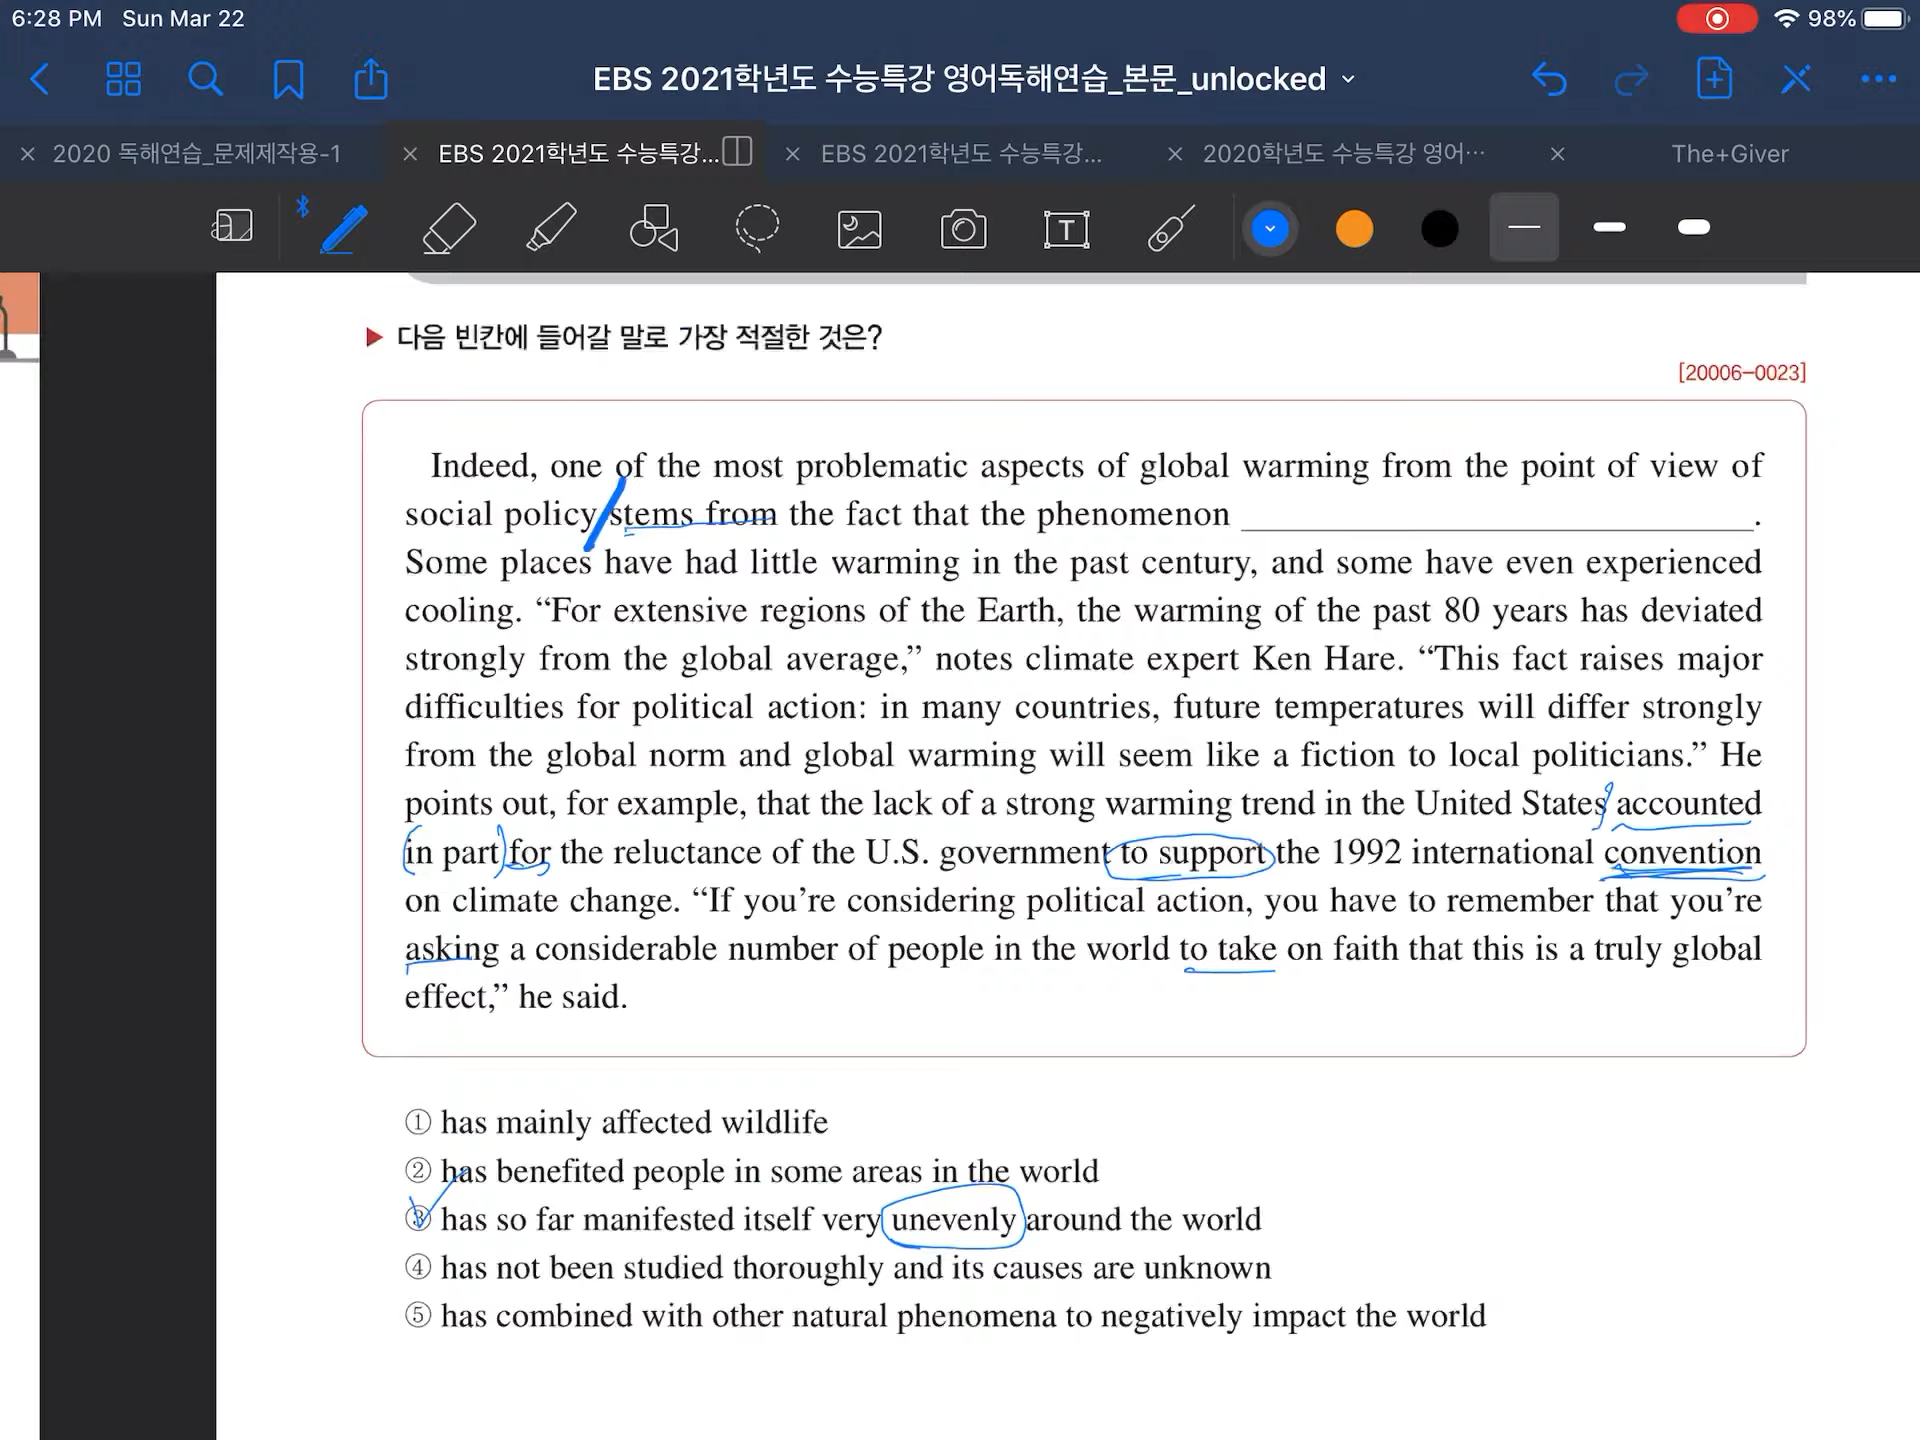 6:28 PM Sun Mar 22
98%
EBS 2021학년도 수능특강 영어독해연습_본문_unlocked
2020 독해연습_문제제작용-1
EBS 2021학년도 수능특강...
EBS 2021학년도 수능특강...
2020학년도 수능특강 영어...
The+Giver
다음 빈칸에 들어갈 말로 가장 적절한 것은?
[20006-0023]
Indeed, one of the most problematic aspects of global warming from the point of view of
social policy stems from the fact that the phenomenon ____________________.
Some places have had little warming in the past century, and some have even experienced
cooling. “For extensive regions of the Earth, the warming of the past 80 years has deviated
strongly from the global average,” notes climate expert Ken Hare. “This fact raises major
difficulties for political action: in many countries, future temperatures will differ strongly
from the global norm and global warming will seem like a fiction to local politicians.” He
points out, for example, that the lack of a strong warming trend in the United States accounted
in part for the reluctance of the U.S. government to support the 1992 international convention
on climate change. “If you’re considering political action, you have to remember that you’re
asking a considerable number of people in the world to take on faith that this is a truly global
effect,” he said.
① has mainly affected wildlife
② has benefited people in some areas in the world
③ has so far manifested itself very unevenly around the world
④ has not been studied thoroughly and its causes are unknown
⑤ has combined with other natural phenomena to negatively impact the world